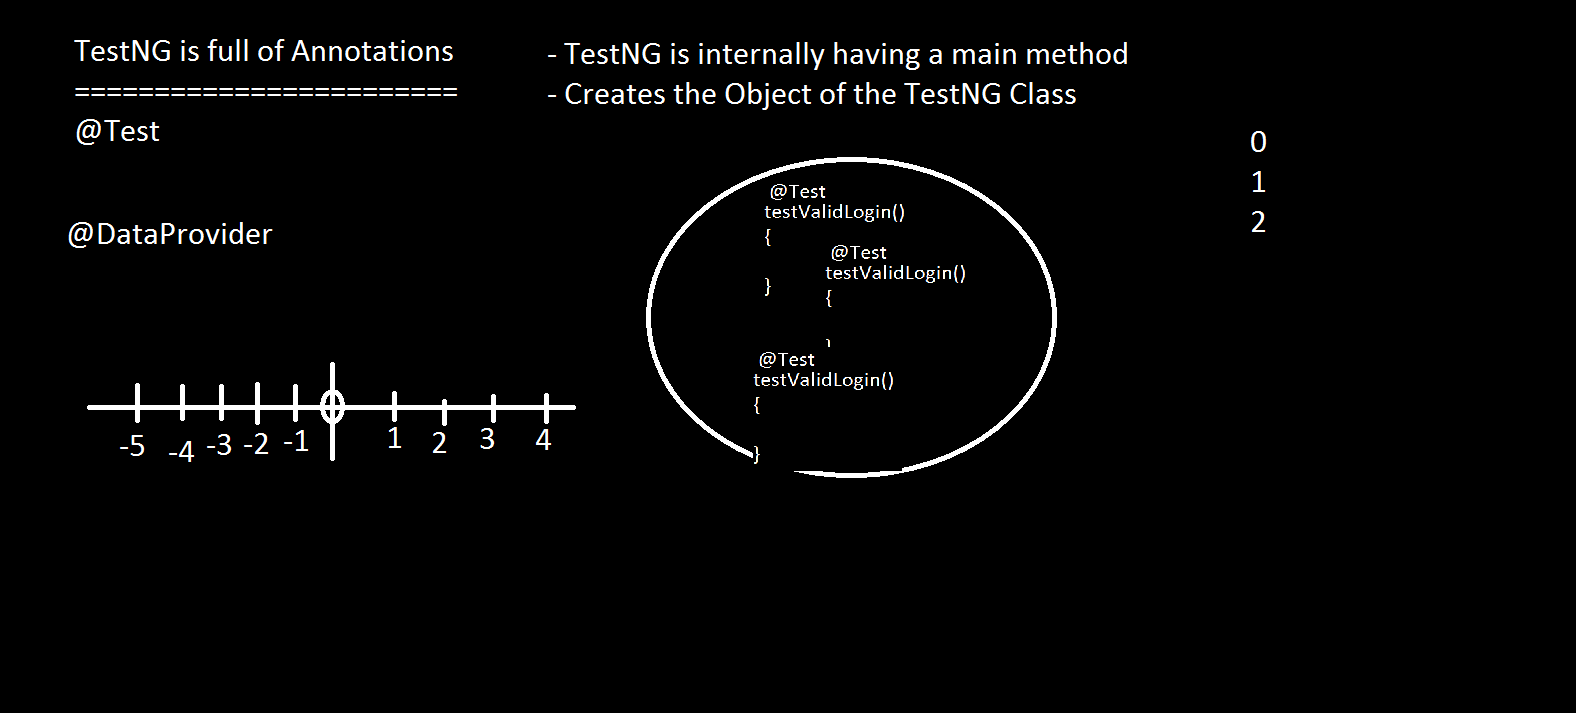 TestNG is full of Annotations
========================
@Test
@DataProvider
- TestNG is internally having a main method
- Creates the Object of the TestNG Class
@Test
testValidLogin()
{
}
@Test
testValidLogin()
{
@Test
testValidLogin()
{
}
0
1
2
-5 -4 -3 -2 -1 0 1 2 3 4